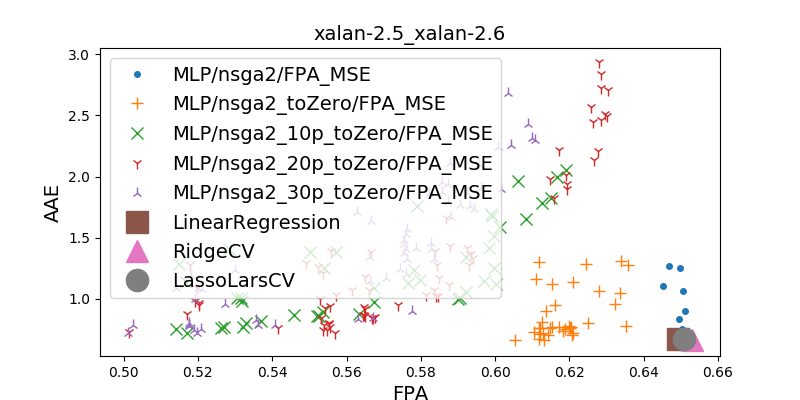 xalan-2.5_xalan-2.6
3.0
2.5
2.0
1.5
1.0
AAE
MLP/nsga2/FPA_MSE
MLP/nsga2_toZero/FPA_MSE
MLP/nsga2_10p_toZero/FPA_MSE
MLP/nsga2_20p_toZero/FPA_MSE
MLP/nsga2_30p_toZero/FPA_MSE
LinearRegression
RidgeCV
LassoLarsCV
0.50 0.52 0.54 0.56 0.58 0.60 0.62 0.64 0.66
FPA